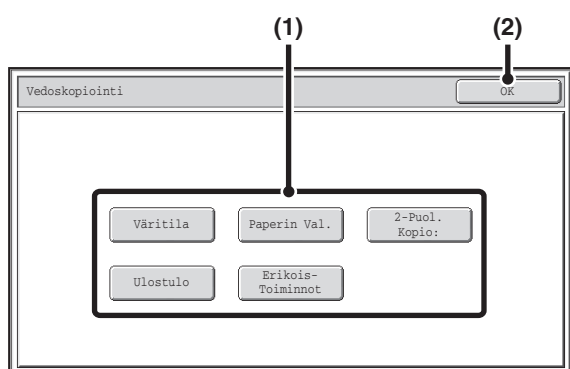 (1) (2)
Vedoskopiointi OK
Väritila Paperin Val. 2-Puol.
Kopio:
Ulostulo Erikois-
Toiminnot